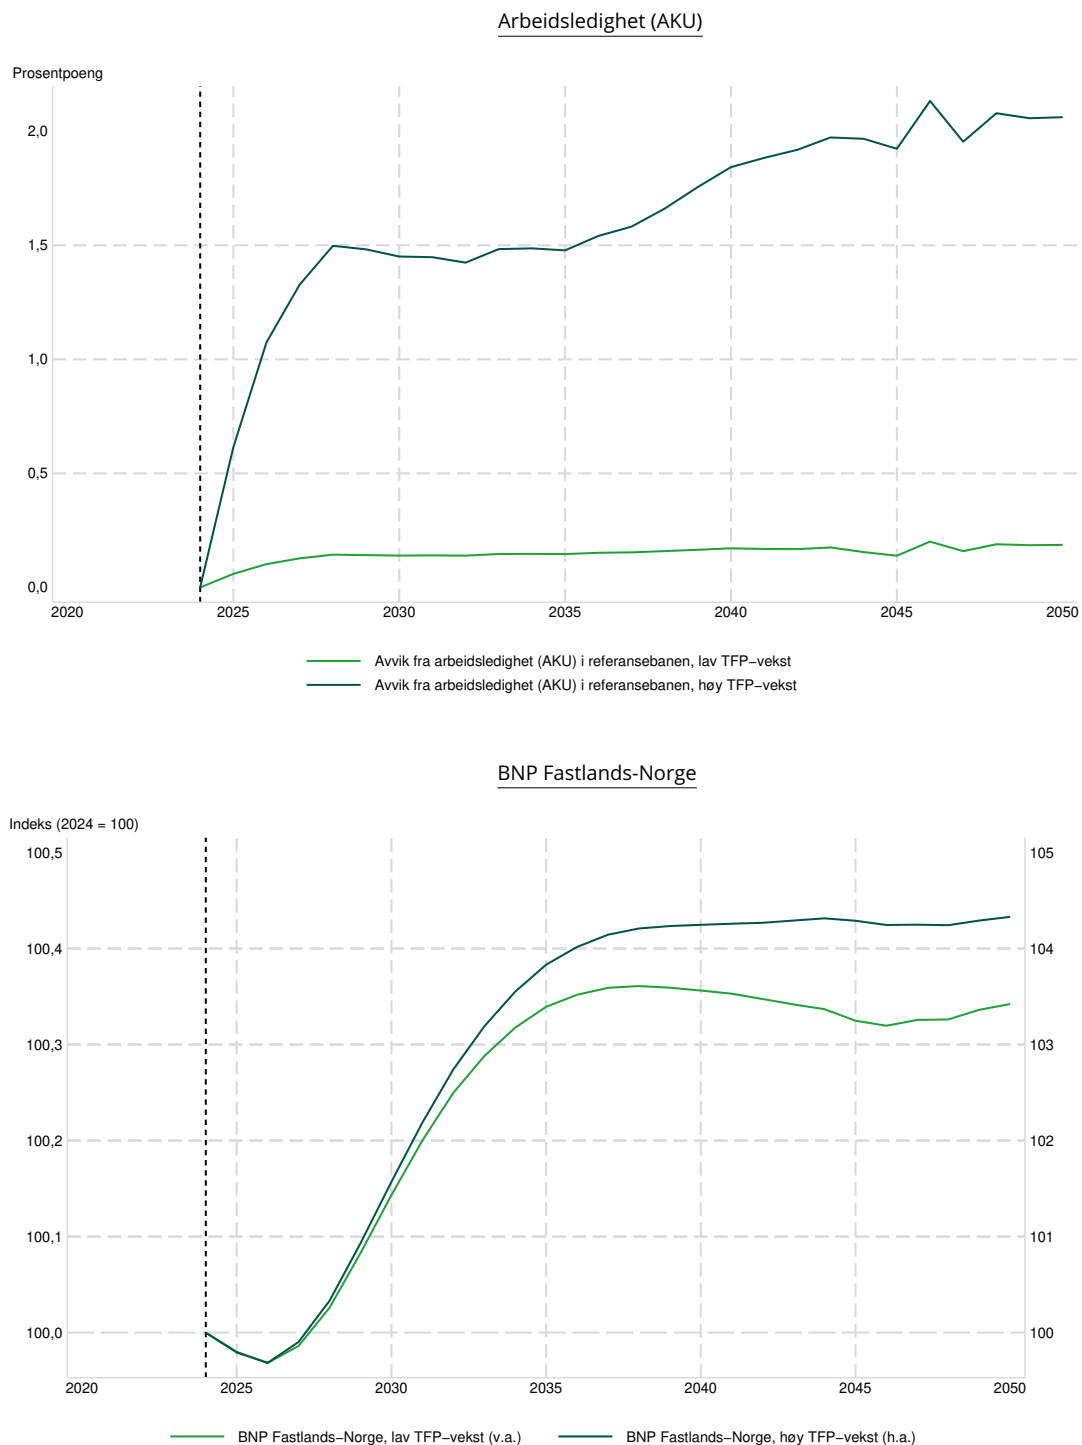 Arbeidsledighet (AKU)
Prosentpoeng
2,0
1,5
1,0
0,5
0,0
2020 2025 2030 2035 2040 2045 2050
Avvik fra arbeidsledighet (AKU) i referansebanen, lav TFP−vekst
Avvik fra arbeidsledighet (AKU) i referansebanen, høy TFP−vekst
BNP Fastlands-Norge
Indeks (2024 = 100)
100,5 105
100,4 104
100,3 103
100,2 102
100,1 101
100,0 100
2020 2025 2030 2035 2040 2045 2050
BNP Fastlands−Norge, lav TFP−vekst (v.a.) BNP Fastlands−Norge, høy TFP−vekst (h.a.)